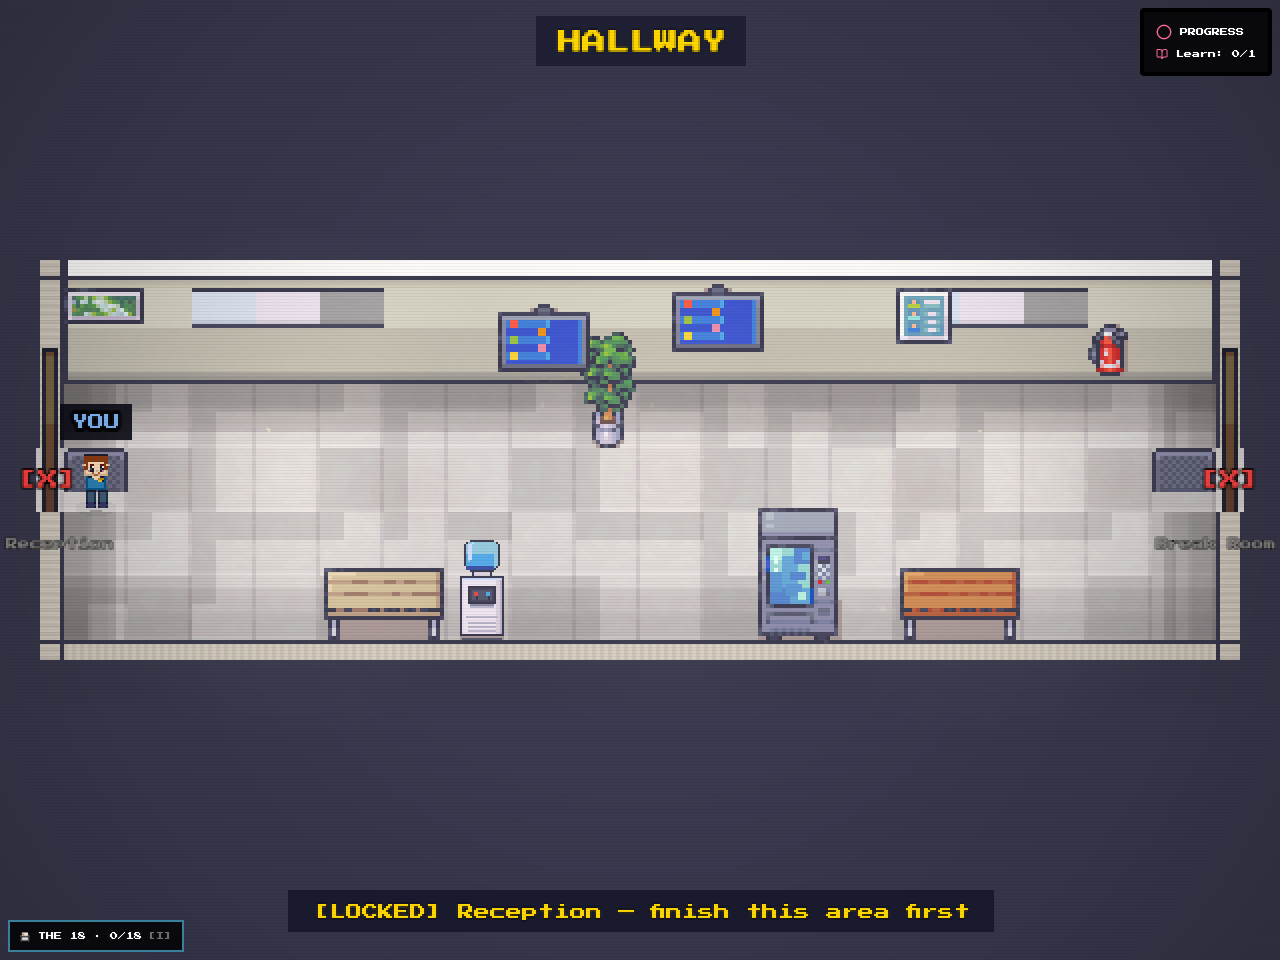 HALLWAY
PROGRESS
Learn: 0/1
YOU
[X]
[X]
Reception
Break Room
[LOCKED] Reception — finish this area first
THE 18 · 0/18 [I]